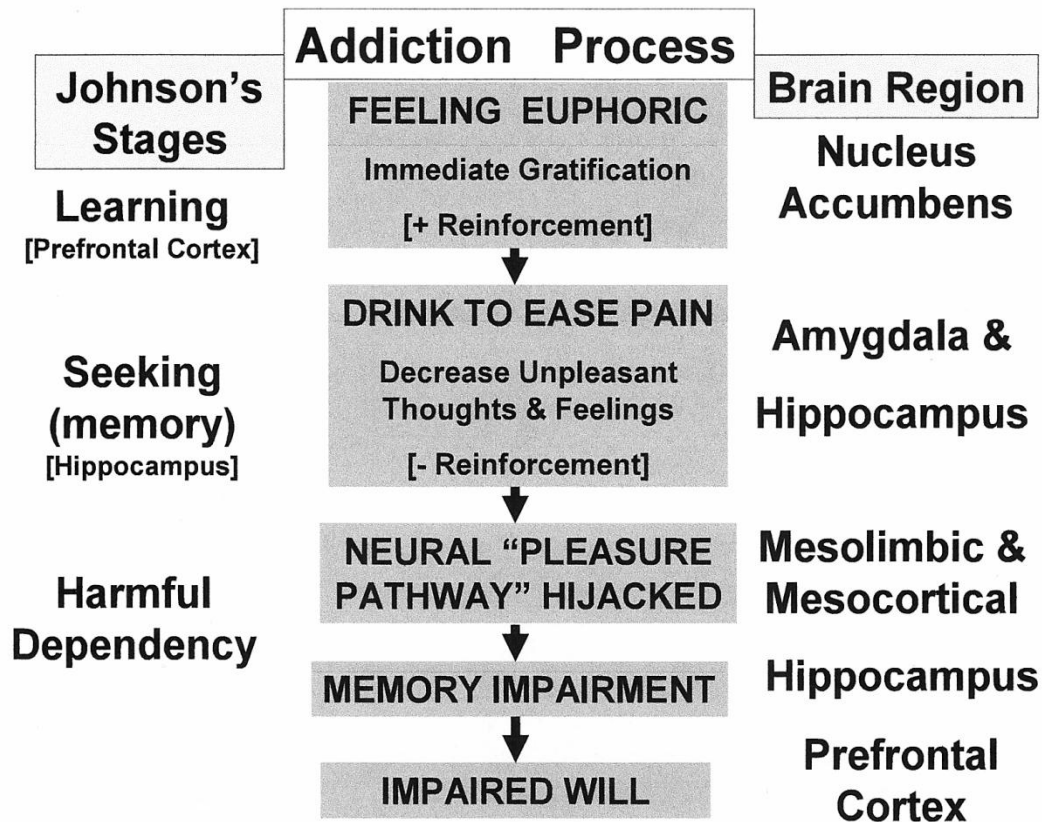 Addiction Process
Johnson's
Stages
Brain Region
FEELING EUPHORIC
Immediate Gratification
[+ Reinforcement]
Learning
[Prefrontal Cortex]
Nucleus
Accumbens
DRINK TO EASE PAIN
Decrease Unpleasant
Thoughts & Feelings
[- Reinforcement]
Seeking
(memory)
[Hippocampus]
Amygdala &
Hippocampus
NEURAL “PLEASURE
PATHWAY” HIJACKED
Harmful
Dependency
Mesolimbic &
Mesocortical
MEMORY IMPAIRMENT
Hippocampus
IMPAIRED WILL
Prefrontal
Cortex